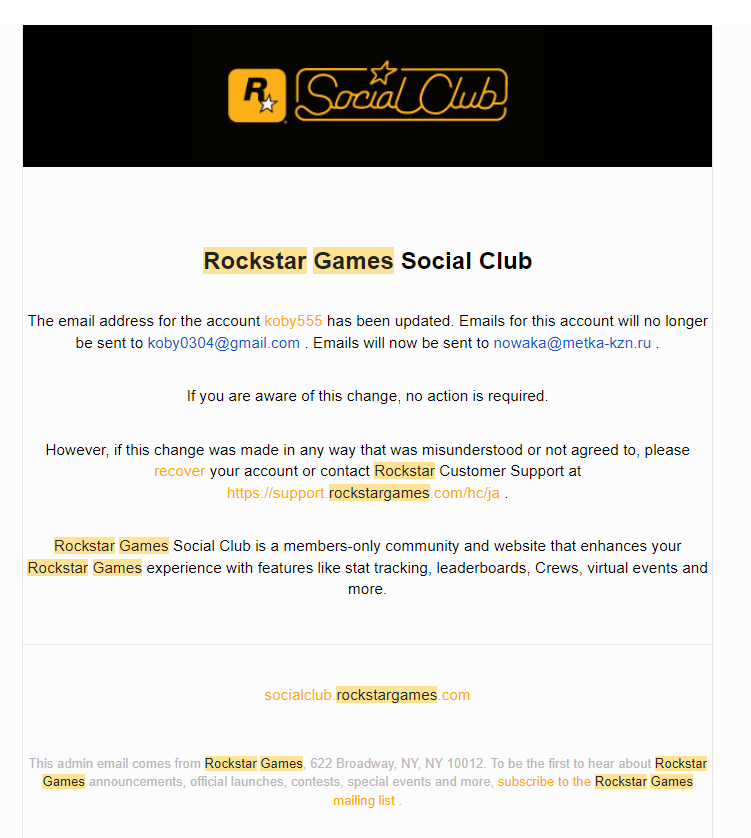 R Social Club
Rockstar Games Social Club
The email address for the account koby555 has been updated. Emails for this account will no longer
be sent to koby0304@gmail.com . Emails will now be sent to nowaka@metka-kzn.ru .
If you are aware of this change, no action is required.
However, if this change was made in any way that was misunderstood or not agreed to, please
recover your account or contact Rockstar Customer Support at
https://support.rockstargames.com/hc/ja .
Rockstar Games Social Club is a members-only community and website that enhances your
Rockstar Games experience with features like stat tracking, leaderboards, Crews, virtual events and
more.
socialclub.rockstargames.com
This admin email comes from Rockstar Games, 622 Broadway, NY, NY 10012. To be the first to hear about Rockstar
Games announcements, official launches, contests, special events and more, subscribe to the Rockstar Games
mailing list .